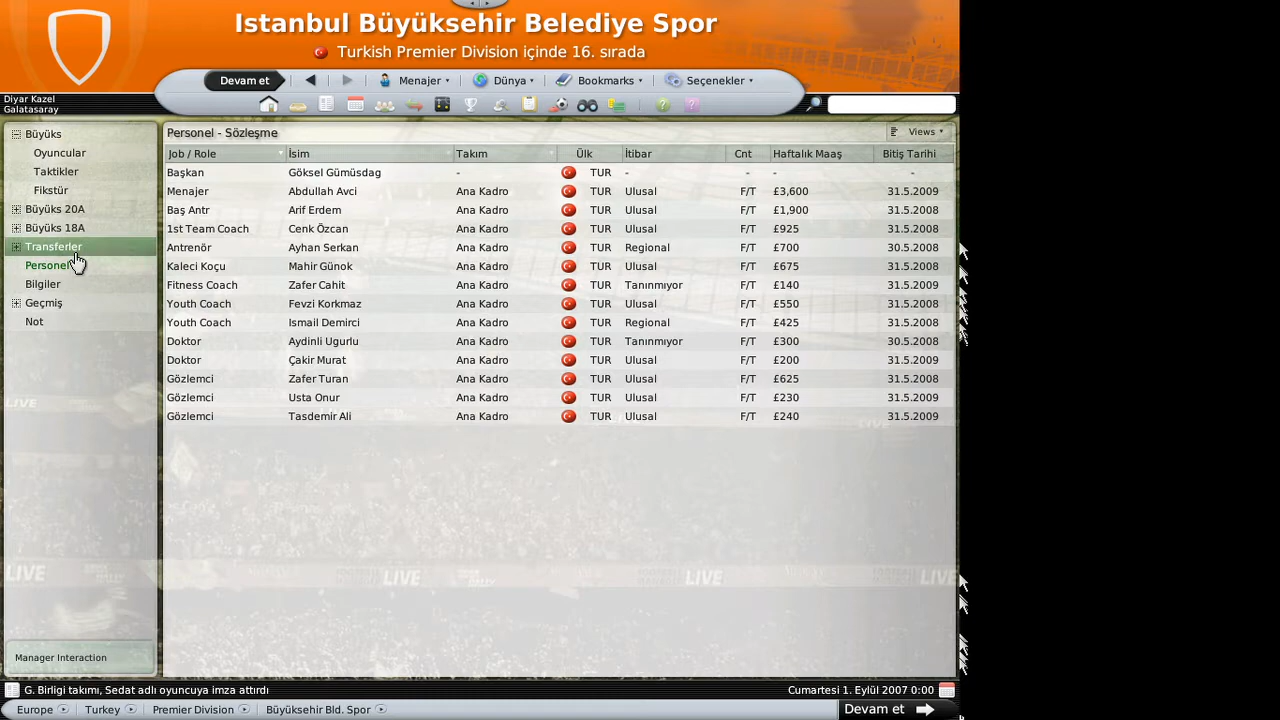 Istanbul Büyüksehir Belediye Spor
Turkish Premier Division içinde 16. sırada
Devam et Menajer Dünya Bookmarks Seçenekler
Diyar Kazel
Galatasaray
Büyüks
Oyuncular
Taktikler
Fikstür
Büyüks 20A
Büyüks 18A
Transferler
Personel
Bilgiler
Geçmiş
Not
Manager Interaction
Personel - Sözleşme Views
Job / Role İsim Takım Ülk İtibar Cnt Haftalık Maaş Bitiş Tarihi
Başkan Göksel Gümüsdag - TUR - - - -
Menajer Abdullah Avci Ana Kadro TUR Ulusal F/T £3,600 31.5.2009
Baş Antr Arif Erdem Ana Kadro TUR Ulusal F/T £1,900 31.5.2008
1st Team Coach Cenk Özcan Ana Kadro TUR Ulusal F/T £925 31.5.2008
Antrenör Ayhan Serkan Ana Kadro TUR Regional F/T £700 30.5.2008
Kaleci Koçu Mahir Günok Ana Kadro TUR Ulusal F/T £675 31.5.2008
Fitness Coach Zafer Cahit Ana Kadro TUR Tanınmıyor F/T £140 31.5.2009
Youth Coach Fevzi Korkmaz Ana Kadro TUR Ulusal F/T £550 31.5.2008
Youth Coach Ismail Demirci Ana Kadro TUR Regional F/T £425 31.5.2008
Doktor Aydinli Ugurlu Ana Kadro TUR Tanınmıyor F/T £300 30.5.2008
Doktor Çakir Murat Ana Kadro TUR Ulusal F/T £200 31.5.2009
Gözlemci Zafer Turan Ana Kadro TUR Ulusal F/T £625 31.5.2008
Gözlemci Usta Onur Ana Kadro TUR Ulusal F/T £230 31.5.2009
Gözlemci Tasdemir Ali Ana Kadro TUR Ulusal F/T £240 31.5.2009
LIVE
LIVE LIVE LIVE
G. Birligi takımı, Sedat adlı oyuncuya imza attırdı Cumartesi 1. Eylül 2007 0:00
Europe Turkey Premier Division Büyüksehir Bld. Spor Devam et